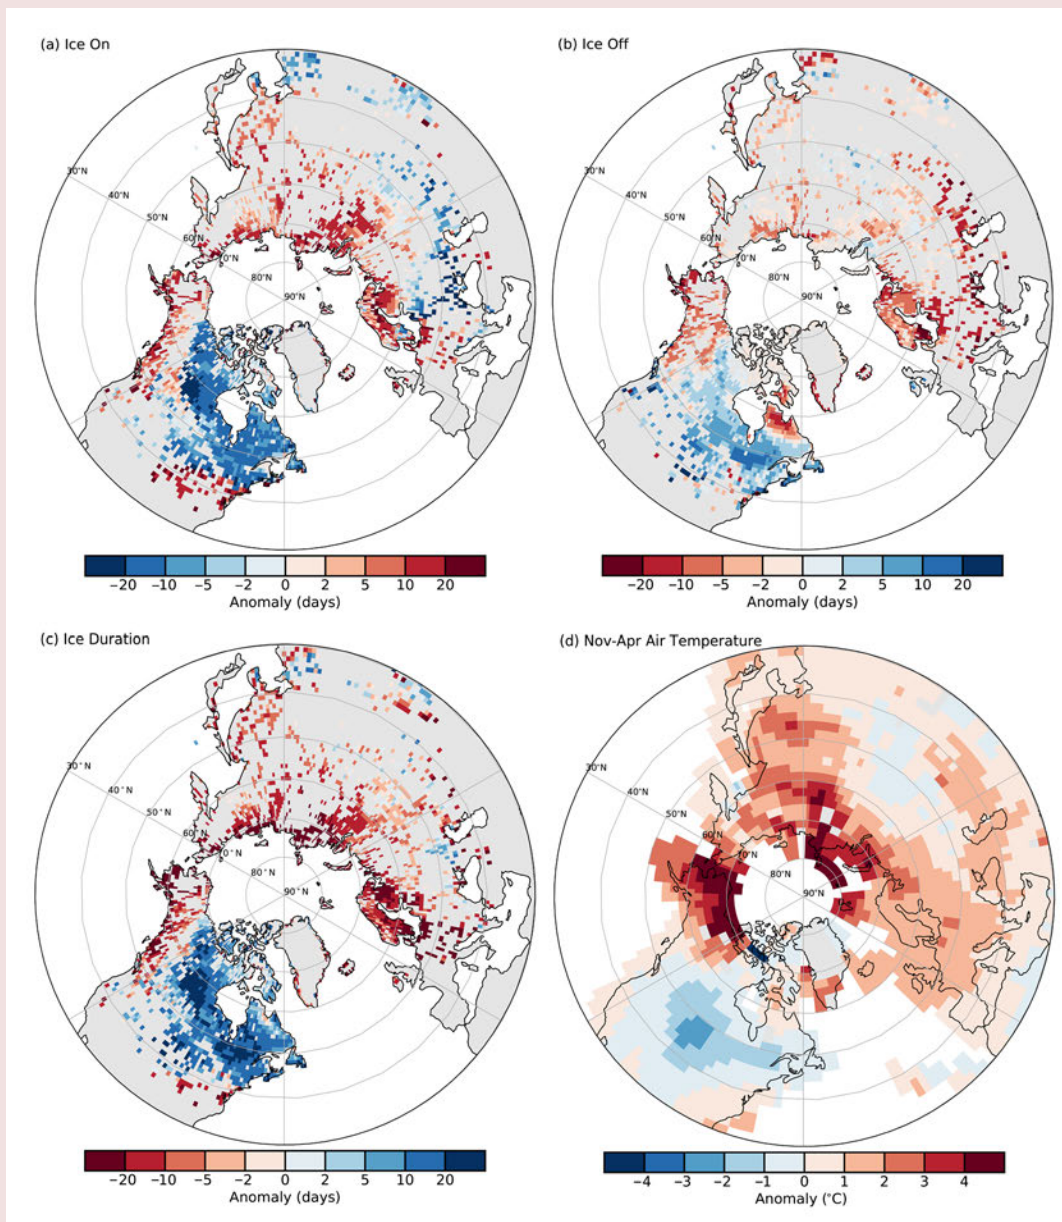 (a) Ice On
(b) Ice Off
30°N
40°N
50°N
60°N
70°N
80°N
90°N
30°N
40°N
50°N
60°N
70°N
80°N
90°N
−20 −10 −5 −2 0 2 5 10 20
Anomaly (days)
−20 −10 −5 −2 0 2 5 10 20
Anomaly (days)
(c) Ice Duration
(d) Nov-Apr Air Temperature
30°N
40°N
50°N
60°N
70°N
80°N
90°N
30°N
40°N
50°N
60°N
70°N
80°N
90°N
−20 −10 −5 −2 0 2 5 10 20
Anomaly (days)
−4 −3 −2 −1 0 1 2 3 4
Anomaly (°C)